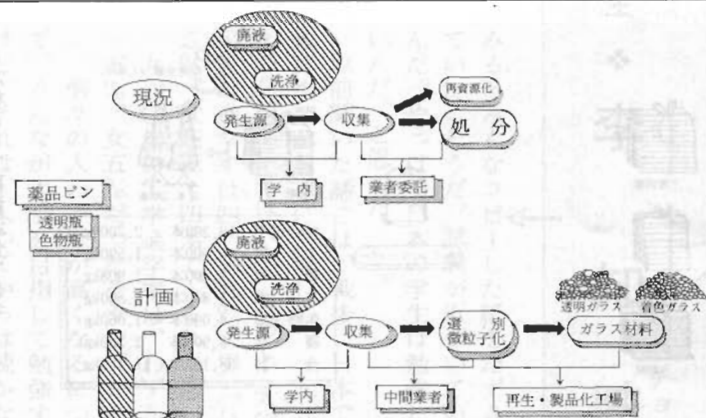 廃液
洗浄
現況
発生源
収集
再資源化
処分
学内
業者委託
薬品ビン
透明瓶
色物瓶
廃液
洗浄
計画
発生源
収集
選別
微粒子化
透明ガラス
着色ガラス
ガラス材料
学内
中間業者
再生・製品化工場